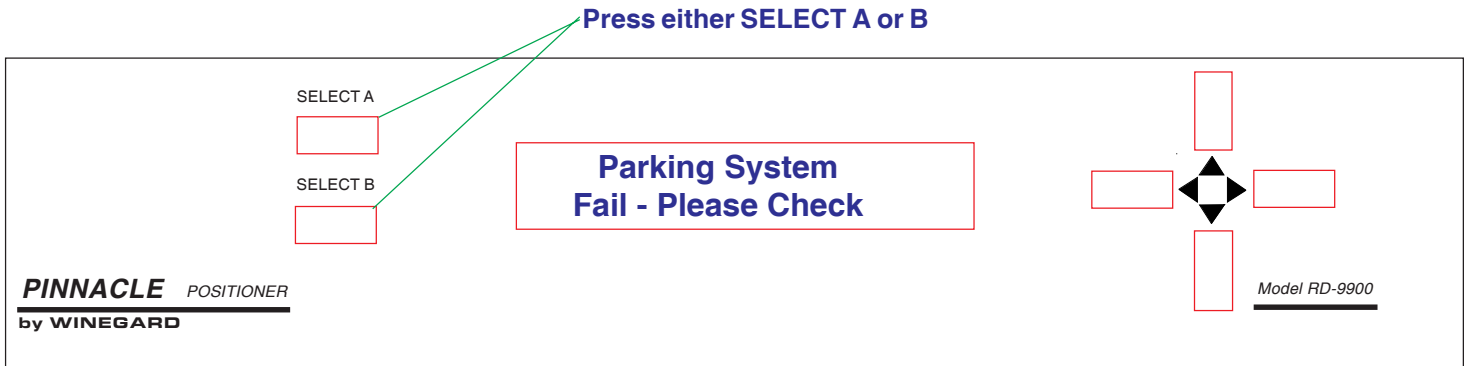 Press either SELECT A or B
SELECT A
SELECT B
Parking System
Fail - Please Check
PINNACLE POSITIONER
by WINEGARD
Model RD-9900